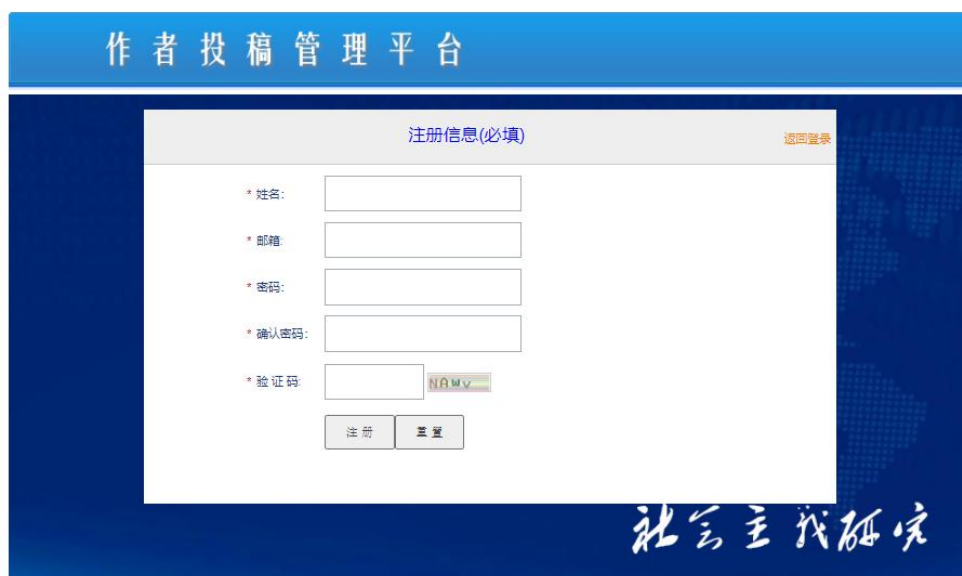 作者投稿管理平台
注册信息(必填)
返回登录
* 姓名:
* 邮箱:
* 密码:
* 确认密码:
* 验证码:
NAWv
注 册
重 置
社会主义研究